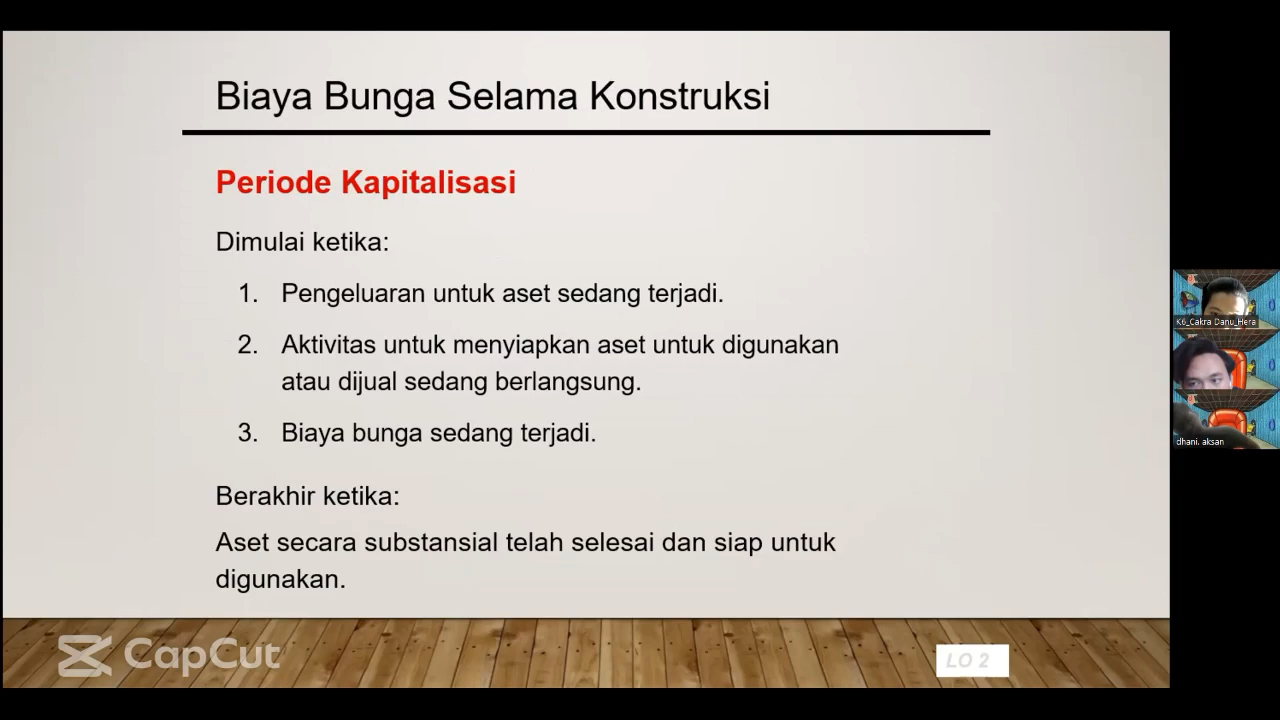 Biaya Bunga Selama Konstruksi
Periode Kapitalisasi
Dimulai ketika:
1. Pengeluaran untuk aset sedang terjadi.
2. Aktivitas untuk menyiapkan aset untuk digunakan
atau dijual sedang berlangsung.
3. Biaya bunga sedang terjadi.
Berakhir ketika:
Aset secara substansial telah selesai dan siap untuk
digunakan.
CapCut
LO 2
K6_Cakra Danu_Hera
dhani. aksan